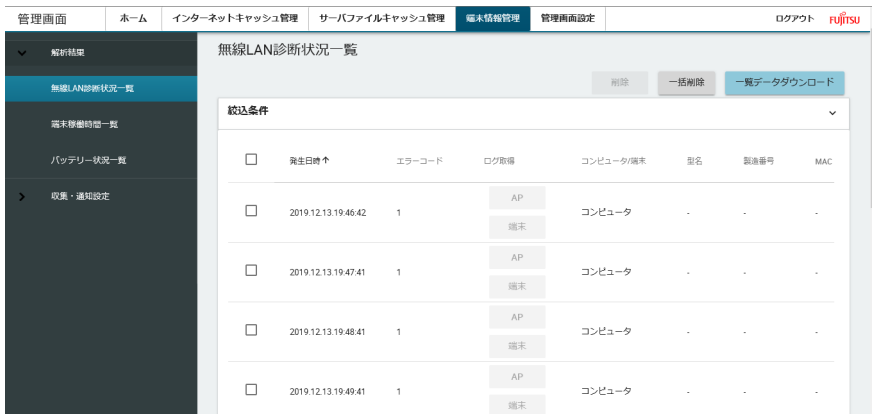 管理画面 ホーム インターネットキャッシュ管理 サーバファイルキャッシュ管理 端末情報管理 管理画面設定 ログアウト FUJITSU
解析結果
無線LAN診断状況一覧
端末稼働時間一覧
バッテリー状況一覧
収集・通知設定
無線LAN診断状況一覧
削除 一括削除 一覧データダウンロード
絞込条件
発生日時↑ エラーコード ログ取得 コンピュータ/端末 型名 製造番号 MAC
AP
2019.12.13.19:46:42 1 コンピュータ - - -
端末
AP
2019.12.13.19:47:41 1 コンピュータ - - -
端末
AP
2019.12.13.19:48:41 1 コンピュータ - - -
端末
AP
2019.12.13.19:49:41 1 コンピュータ - - -
端末